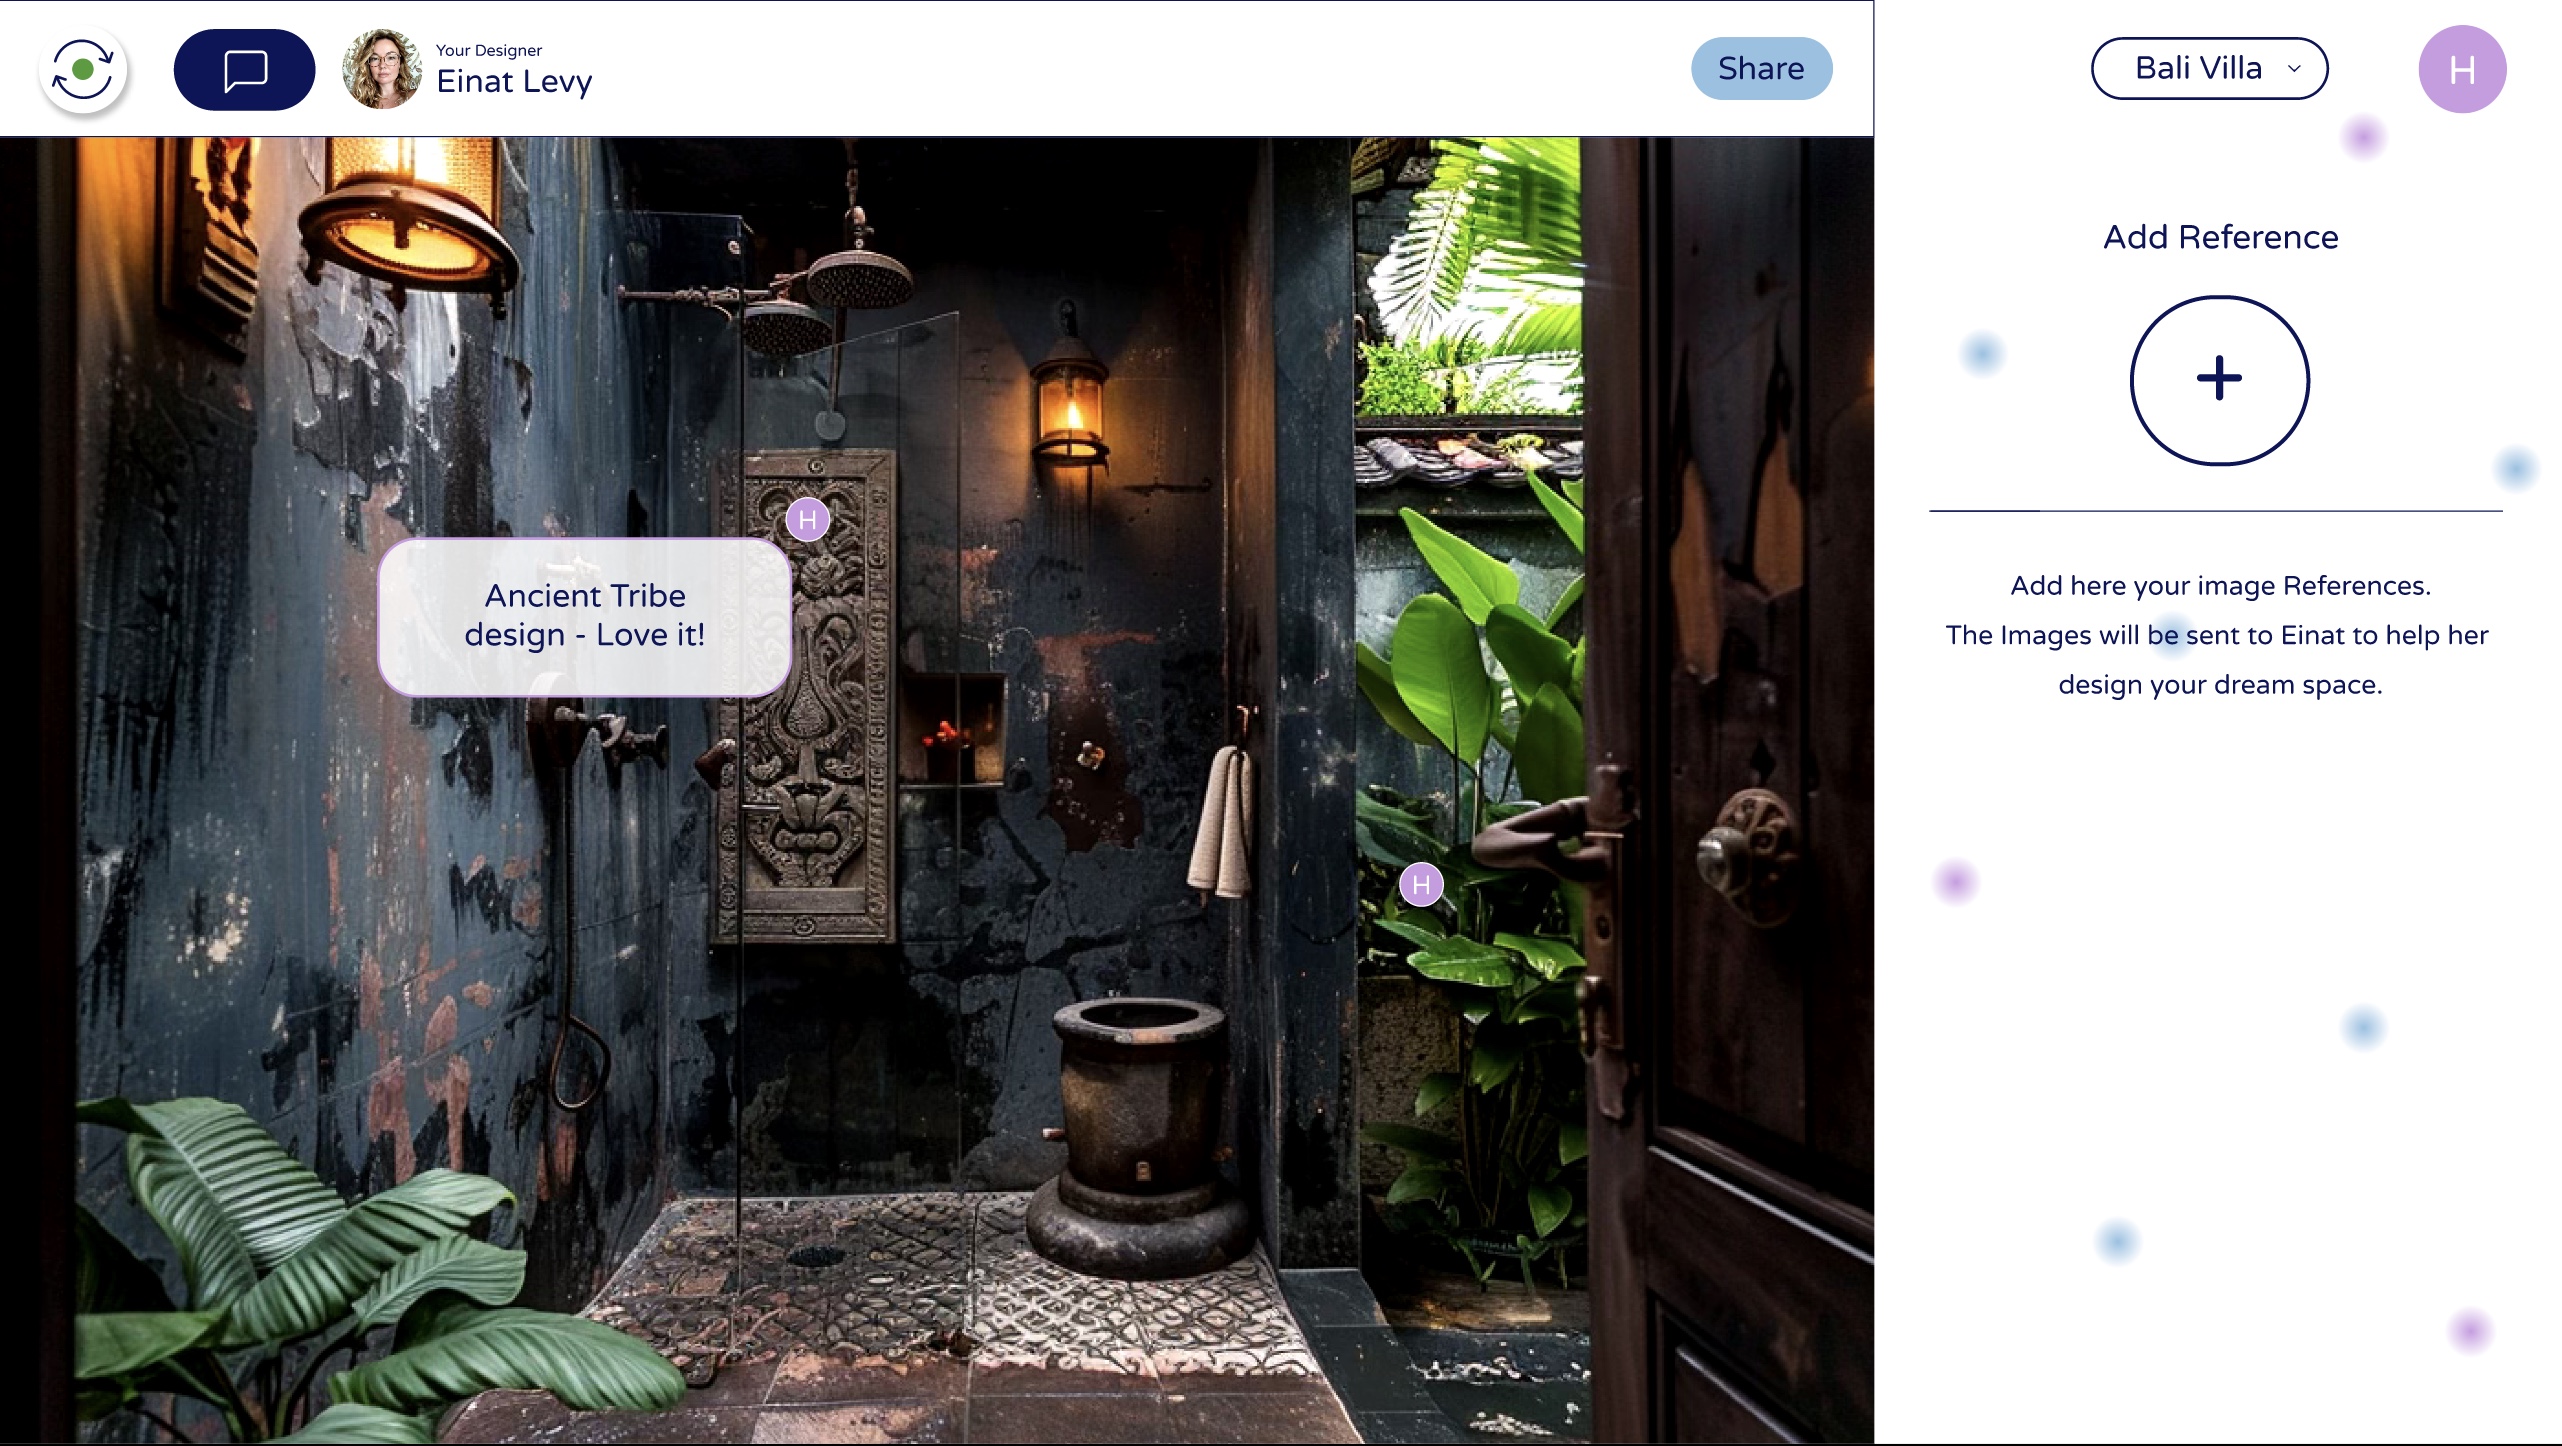 Your Designer
Einat Levy
Share
Bali Villa
H
Add Reference
H
Ancient Tribe
design - Love it!
Add here your image References.
The Images will be sent to Einat to help her
design your dream space.
H